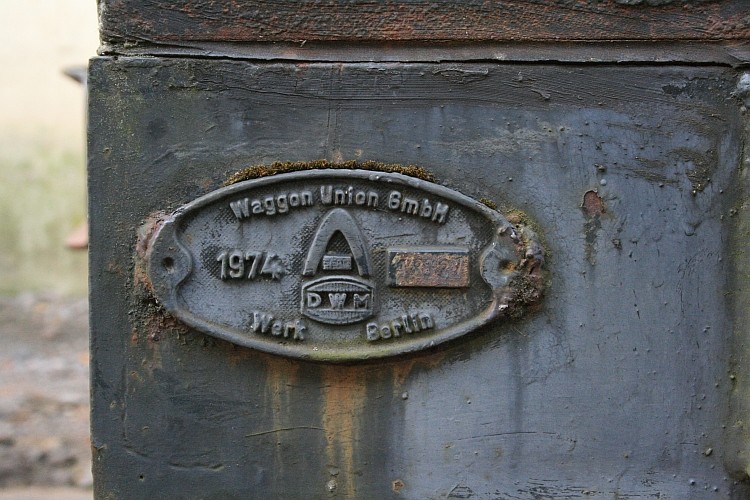 Waggon Union GmbH
1974
DWM
Werk Berlin